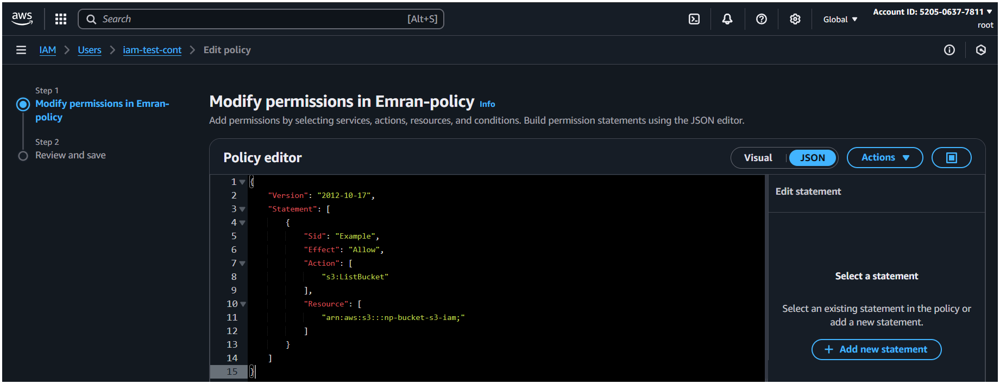 aws
Search [Alt+S]
Global
Account ID: 5205-0637-7811
root
IAM > Users > iam-test-cont > Edit policy
Step 1
Modify permissions in Emran-
policy
Step 2
Review and save
Modify permissions in Emran-policy Info
Add permissions by selecting services, actions, resources, and conditions. Build permission statements using the JSON editor.
Policy editor
Visual | JSON
Actions
1 {
2 "Version": "2012-10-17",
3 "Statement": [
4 {
5 "Sid": "Example",
6 "Effect": "Allow",
7 "Action": [
8 "s3:ListBucket"
9 ],
10 "Resource": [
11 "arn:aws:s3:::np-bucket-s3-iam;"
12 ]
13 }
14 ]
15 }
Edit statement
Select a statement
Select an existing statement in the policy or
add a new statement.
+ Add new statement